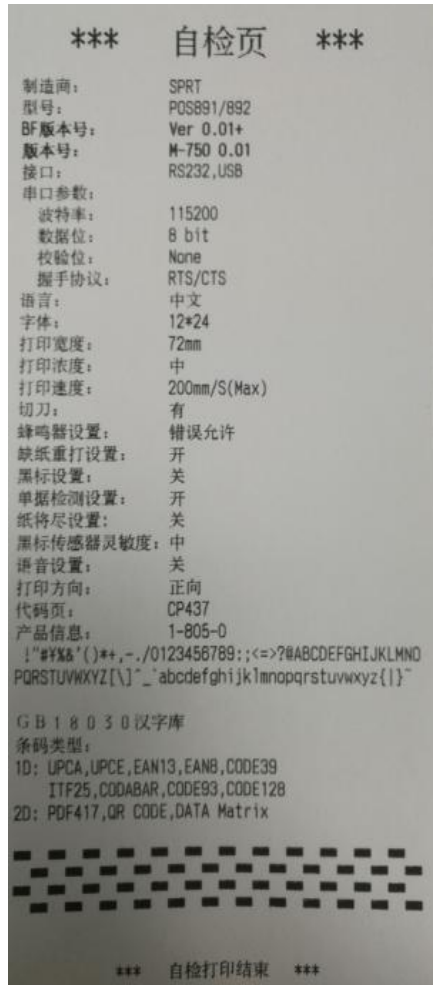 *** 自检页 ***
制造商: SPRT
型号: POS891/892
BF版本号: Ver 0.01+
版本号: M-750 0.01
接口: RS232,USB
串口参数:
波特率: 115200
数据位: 8 bit
校验位: None
握手协议: RTS/CTS
语言: 中文
字体: 12*24
打印宽度: 72mm
打印浓度: 中
打印速度: 200mm/S(Max)
切刀: 有
蜂鸣器设置: 错误允许
缺纸重打设置: 开
黑标设置: 关
单据检测设置: 开
纸将尽设置: 关
黑标传感器灵敏度: 中
语音设置: 关
打印方向: 正向
代码页: CP437
产品信息: 1-805-0
!"#¥%&'()*+,-./0123456789:;<=>?@ABCDEFGHIJKLMNO
PQRSTUVWXYZ[\]^_`abcdefghijklmnopqrstuvwxyz{|}~
GB18030汉字库
条码类型:
1D: UPCA,UPCE,EAN13,EAN8,CODE39
ITF25,CODABAR,CODE93,CODE128
2D: PDF417,QR CODE,DATA Matrix
*** 自检打印结束 ***